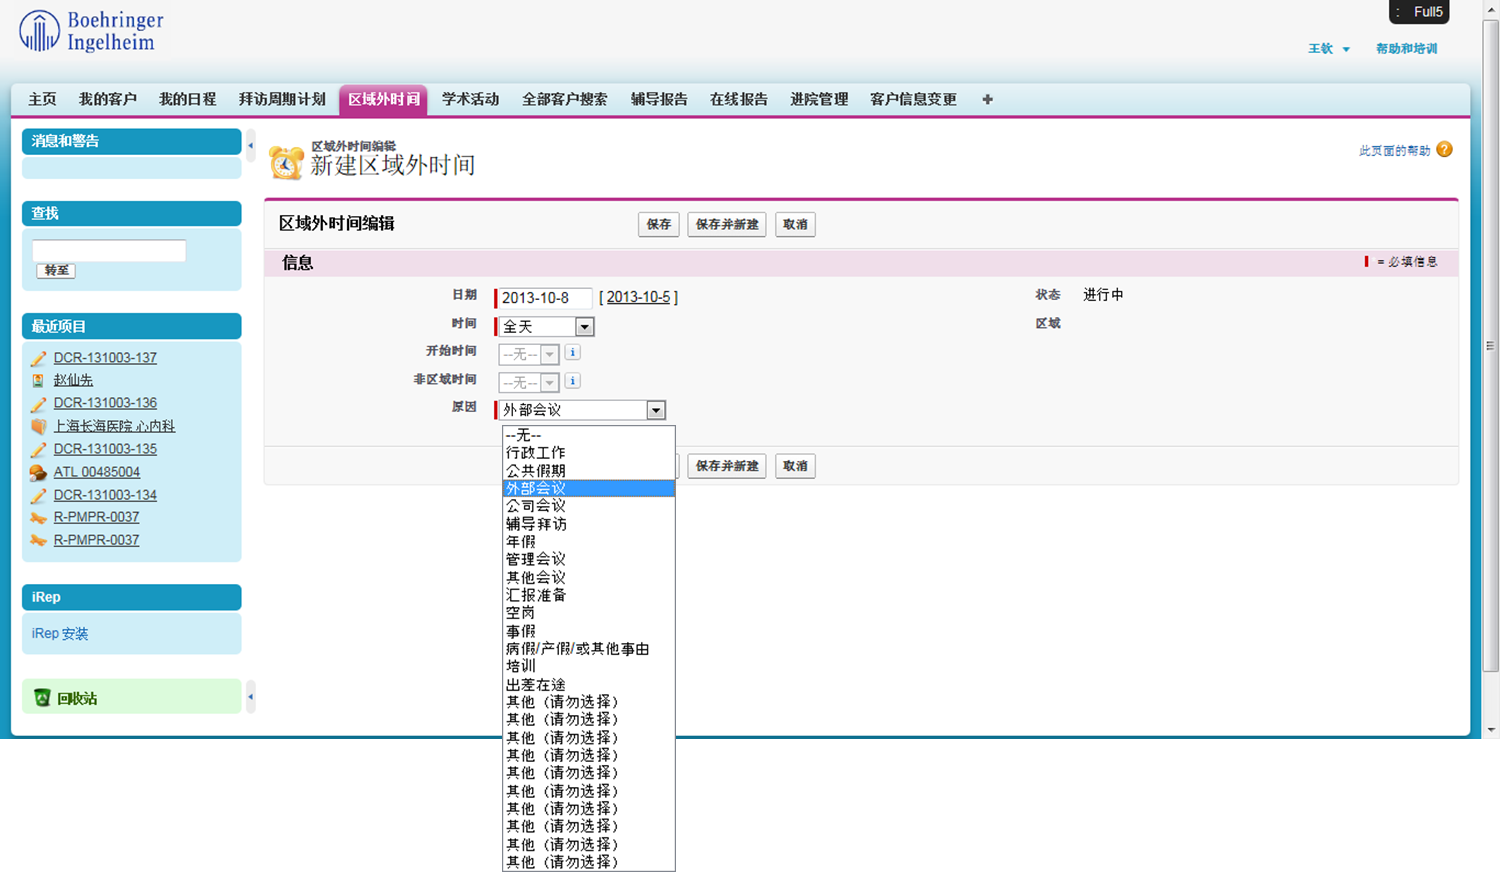 Boehringer
Ingelheim
: Full5
王钦 帮助和培训
主页 我的客户 我的日程 拜访周期计划 区域外时间 学术活动 全部客户搜索 辅导报告 在线报告 进院管理 客户信息变更 +
消息和警告
查找
转至
最近项目
DCR-131003-137
赵仙先
DCR-131003-136
上海长海医院 心内科
DCR-131003-135
ATL 00485004
DCR-131003-134
R-PMPR-0037
R-PMPR-0037
iRep
iRep 安装
回收站
区域外时间编辑
新建区域外时间
此页面的帮助 ?
区域外时间编辑 保存 保存并新建 取消
信息 = 必填信息
日期 2013-10-8 [ 2013-10-5 ] 状态 进行中
时间 全天 区域
开始时间 --无--
非区域时间 --无--
原因 外部会议
--无--
行政工作
公共假期
外部会议
公司会议
辅导拜访
年假
管理会议
其他会议
汇报准备
空岗
事假
病假/产假/或其他事由
培训
出差在途
其他（请勿选择）
其他（请勿选择）
其他（请勿选择）
其他（请勿选择）
其他（请勿选择）
其他（请勿选择）
其他（请勿选择）
其他（请勿选择）
其他（请勿选择）
其他（请勿选择）
保存并新建 取消